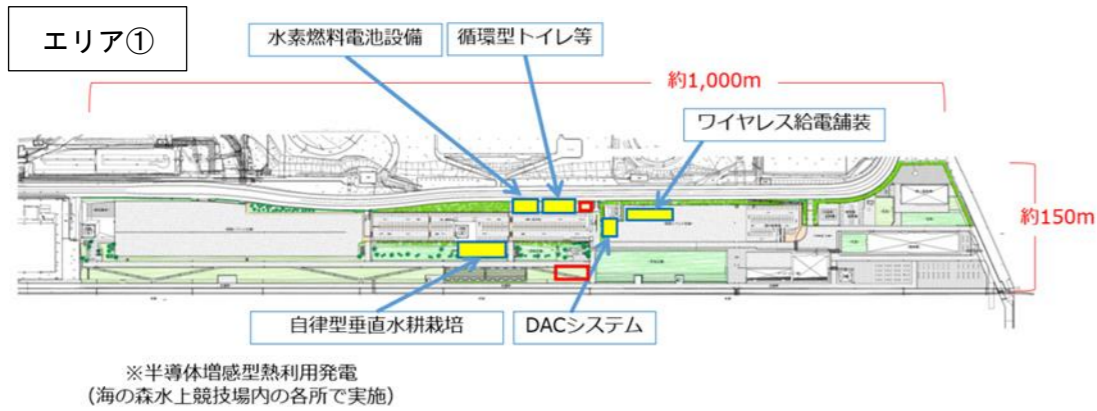 エリア①
水素燃料電池設備
循環型トイレ等
約1,000m
ワイヤレス給電舗装
約150m
自律型垂直水耕栽培
DACシステム
※半導体増感型熱利用発電
(海の森水上競技場内の各所で実施)